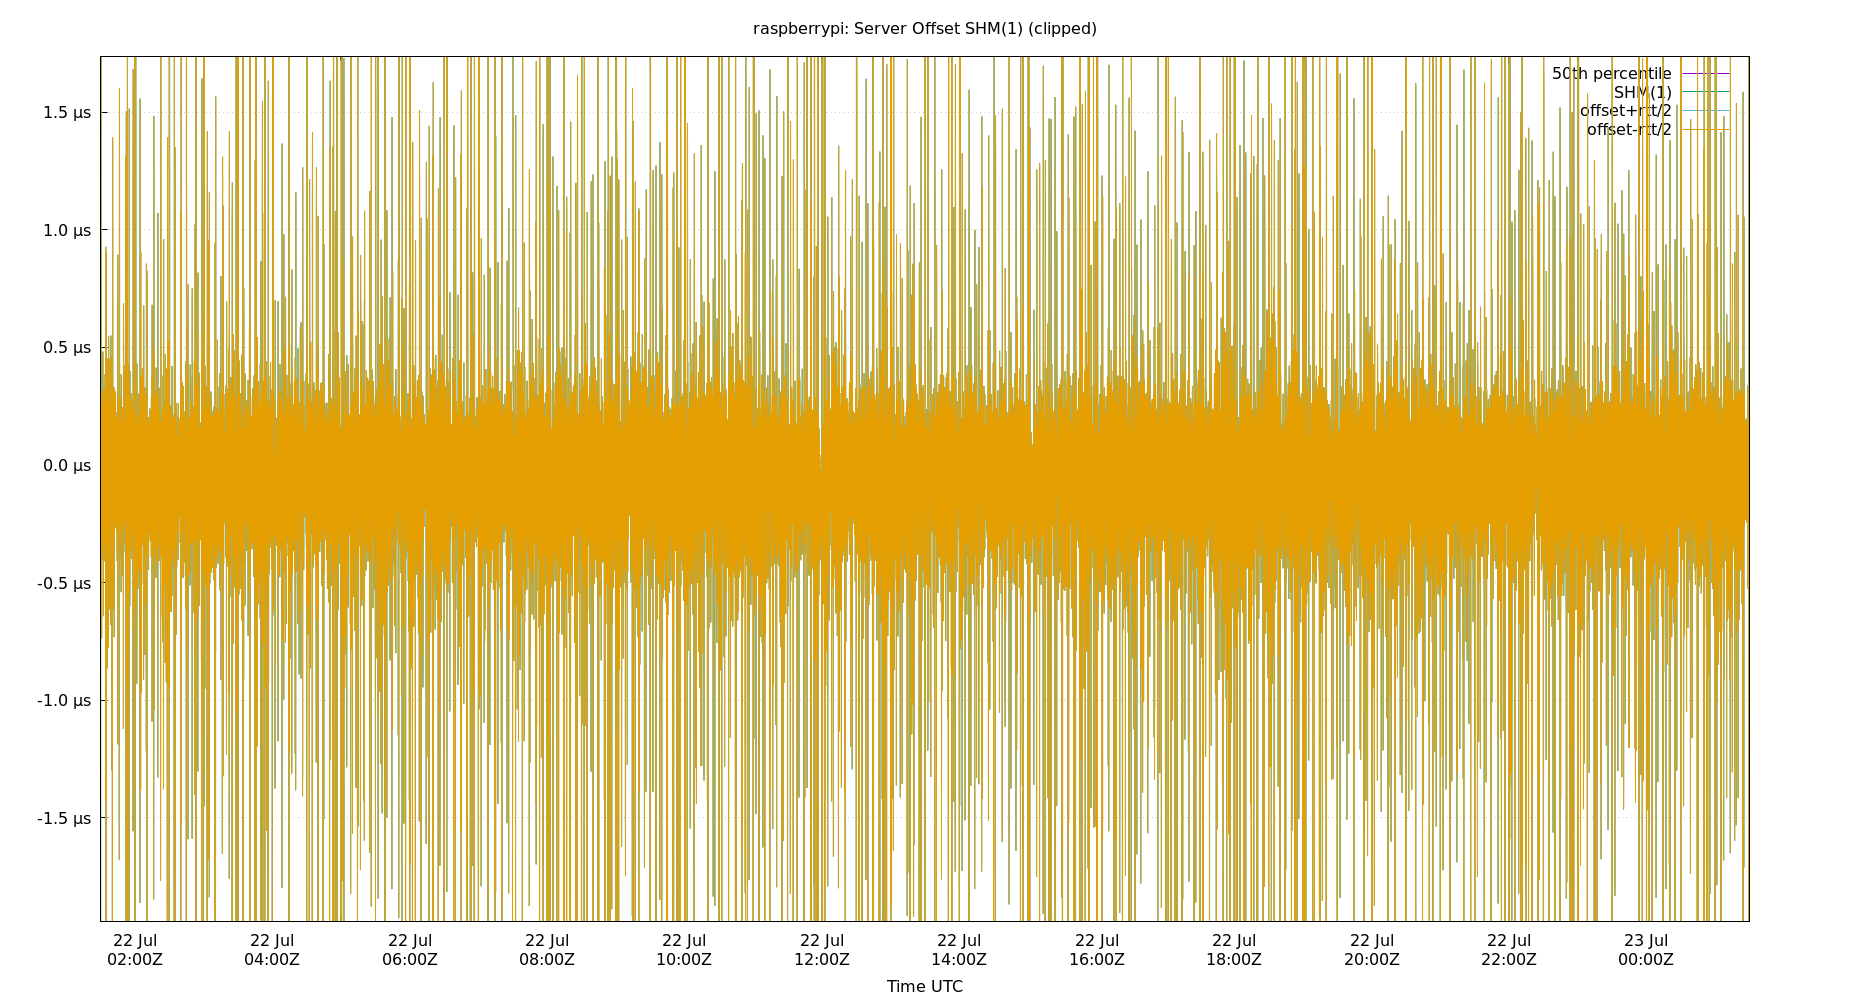 raspberrypi: Server Offset SHM(1) (clipped)
50th percentile
SHM(1)
offset+rtt/2
offset-rtt/2
1.5 µs
1.0 µs
0.5 µs
0.0 µs
-0.5 µs
-1.0 µs
-1.5 µs
22 Jul 22 Jul 22 Jul 22 Jul 22 Jul 22 Jul 22 Jul 22 Jul 22 Jul 22 Jul 22 Jul 23 Jul
02:00Z 04:00Z 06:00Z 08:00Z 10:00Z 12:00Z 14:00Z 16:00Z 18:00Z 20:00Z 22:00Z 00:00Z
Time UTC